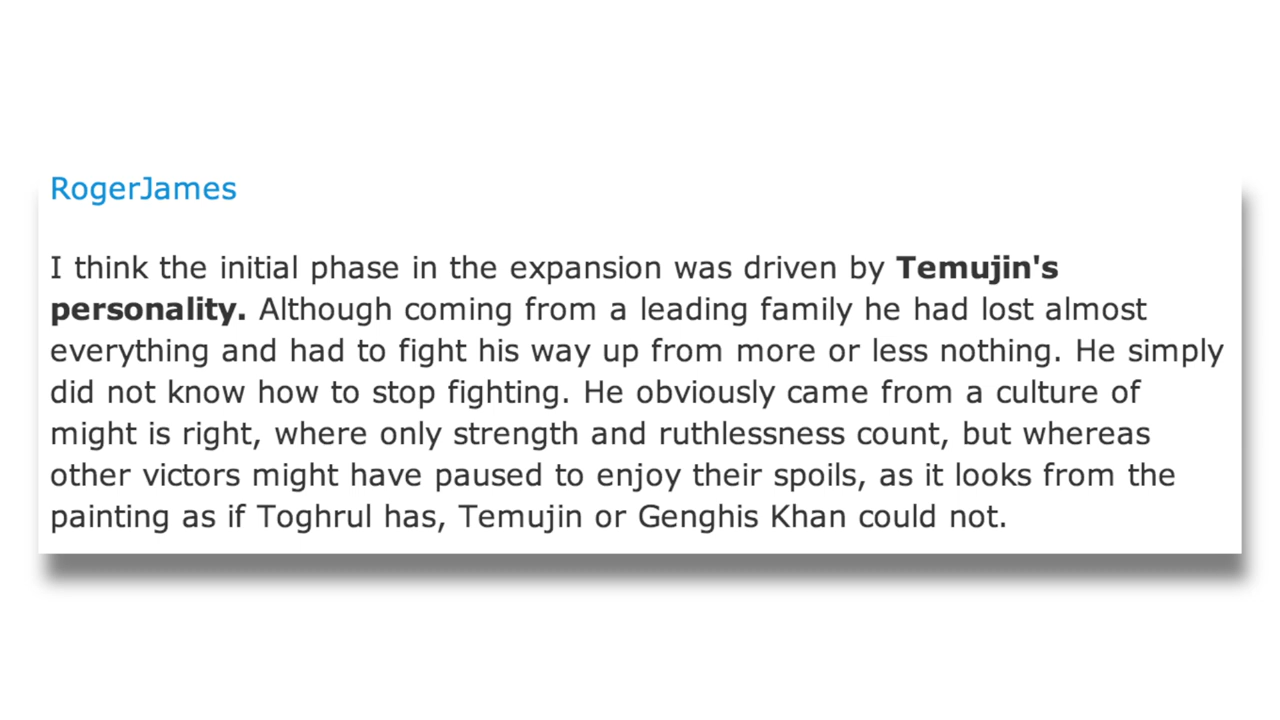 RogerJames
I think the initial phase in the expansion was driven by Temujin's
personality. Although coming from a leading family he had lost almost
everything and had to fight his way up from more or less nothing. He simply
did not know how to stop fighting. He obviously came from a culture of
might is right, where only strength and ruthlessness count, but whereas
other victors might have paused to enjoy their spoils, as it looks from the
painting as if Toghrul has, Temujin or Genghis Khan could not.